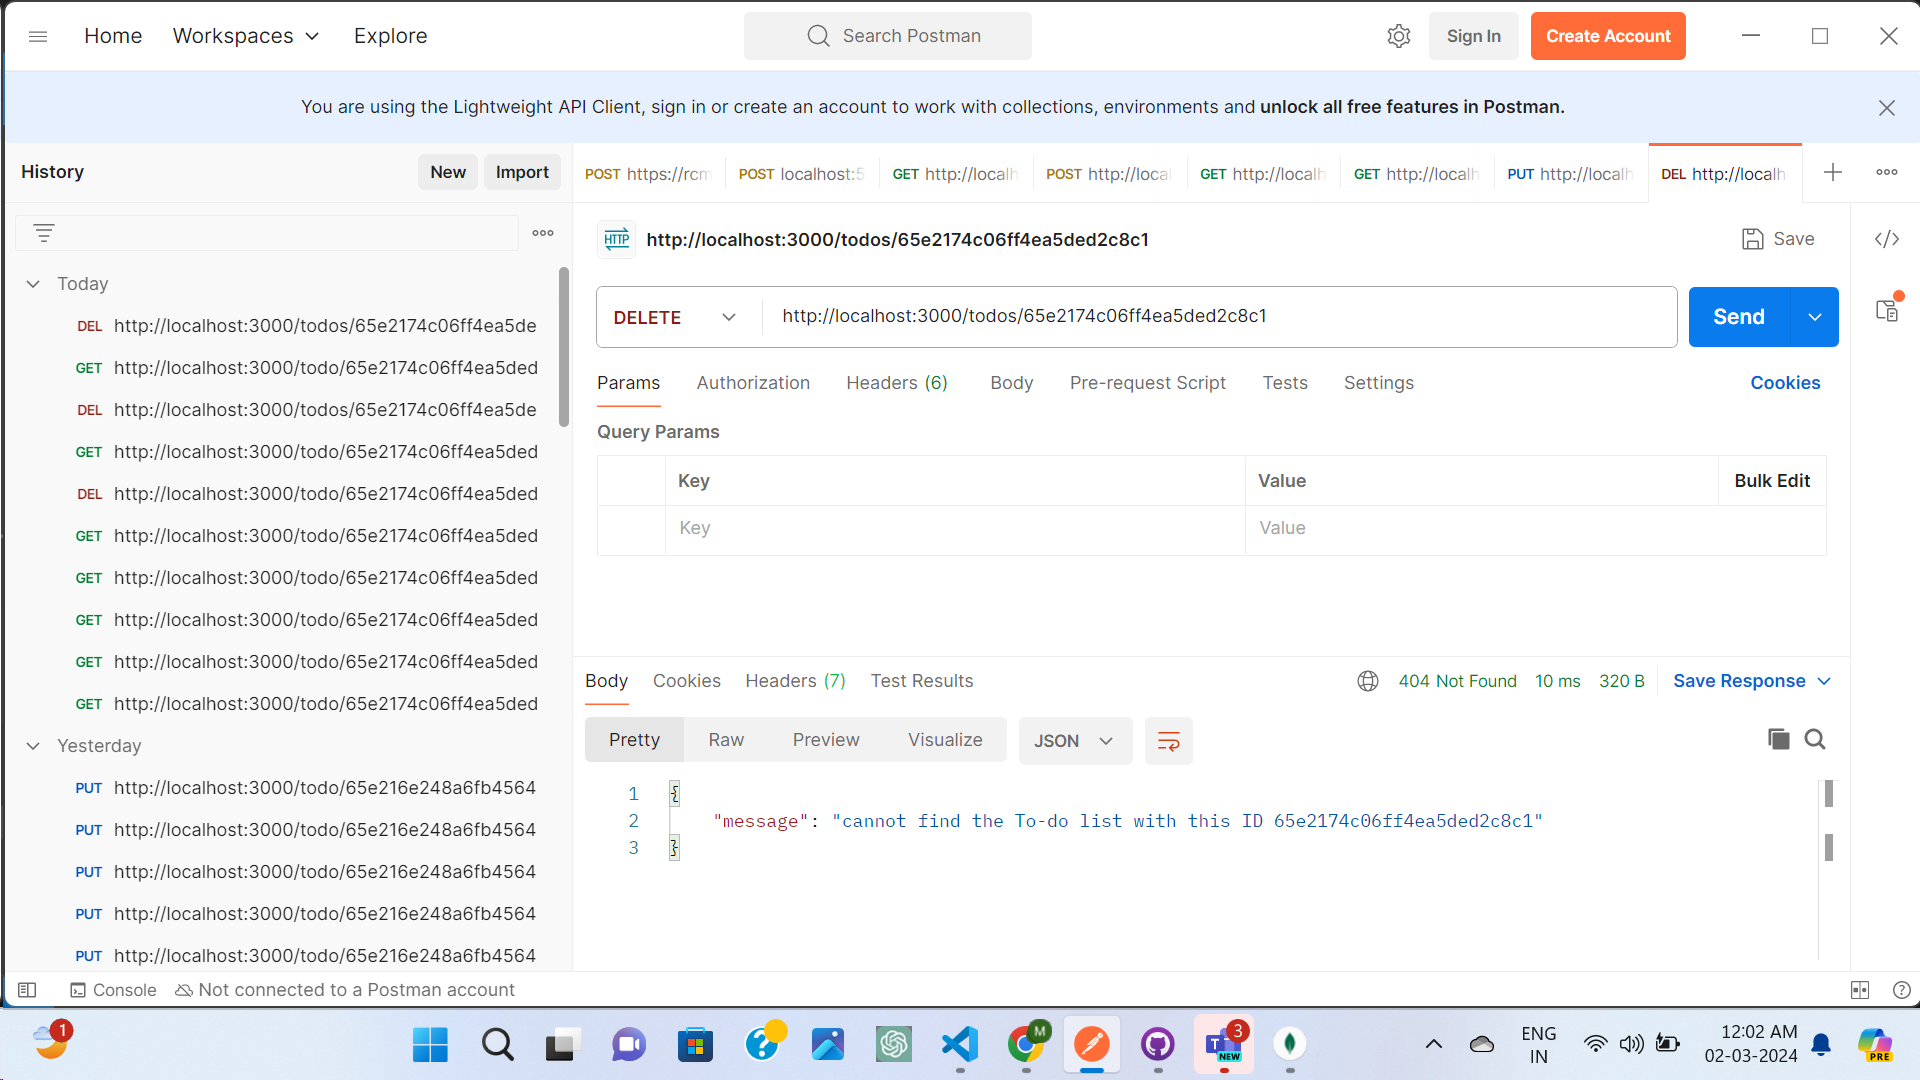 Home Workspaces Explore Search Postman Sign In Create Account
You are using the Lightweight API Client, sign in or create an account to work with collections, environments and unlock all free features in Postman.
History New Import
POST https://rcm POST localhost:5 GET http://localh POST http://local GET http://localh GET http://localh PUT http://localh DEL http://localh
HTTP http://localhost:3000/todos/65e2174c06ff4ea5ded2c8c1 Save
Today
DEL http://localhost:3000/todos/65e2174c06ff4ea5de
GET http://localhost:3000/todo/65e2174c06ff4ea5ded
DEL http://localhost:3000/todos/65e2174c06ff4ea5de
GET http://localhost:3000/todo/65e2174c06ff4ea5ded
DEL http://localhost:3000/todo/65e2174c06ff4ea5ded
GET http://localhost:3000/todo/65e2174c06ff4ea5ded
GET http://localhost:3000/todo/65e2174c06ff4ea5ded
GET http://localhost:3000/todo/65e2174c06ff4ea5ded
GET http://localhost:3000/todo/65e2174c06ff4ea5ded
GET http://localhost:3000/todo/65e2174c06ff4ea5ded
Yesterday
PUT http://localhost:3000/todo/65e216e248a6fb4564
PUT http://localhost:3000/todo/65e216e248a6fb4564
PUT http://localhost:3000/todo/65e216e248a6fb4564
PUT http://localhost:3000/todo/65e216e248a6fb4564
PUT http://localhost:3000/todo/65e216e248a6fb4564
DELETE http://localhost:3000/todos/65e2174c06ff4ea5ded2c8c1 Send
Params Authorization Headers (6) Body Pre-request Script Tests Settings Cookies
Query Params
Key Value Bulk Edit
Key Value
Body Cookies Headers (7) Test Results 404 Not Found 10 ms 320 B Save Response
Pretty Raw Preview Visualize JSON
1 {
2 "message": "cannot find the To-do list with this ID 65e2174c06ff4ea5ded2c8c1"
3 }
Console Not connected to a Postman account
1 M 3 NEW ENG IN 12:02 AM 02-03-2024 PRE